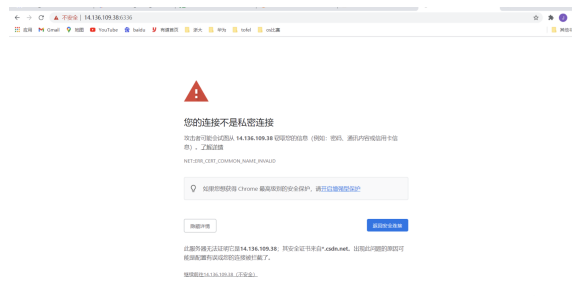 不安全 | 14.136.109.38:6336
应用 Gmail 地图 YouTube baidu 有道首页 浙大 华为 tofel cs比赛
您的连接不是私密连接
攻击者可能会试图从 14.136.109.38 窃取您的信息（例如：密码、通讯内容或信用卡信
息）。了解详情
NET::ERR_CERT_COMMON_NAME_INVALID
如果您想获得 Chrome 最高级别的安全保护，请开启增强型保护
隐藏详情
返回安全连接
此服务器无法证明它是14.136.109.38；其安全证书来自*.csdn.net。出现此问题的原因可
能是配置有误或您的连接被拦截了。
继续前往14.136.109.38（不安全）